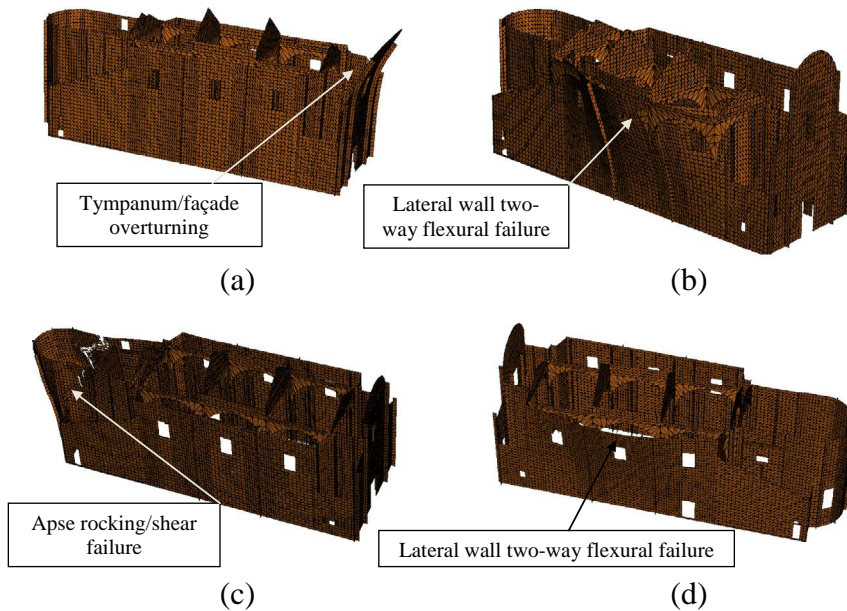 Tympanum/façade
overturning
Lateral wall two-
way flexural failure
(a)
(b)
Apse rocking/shear
failure
Lateral wall two-way flexural failure
(c)
(d)